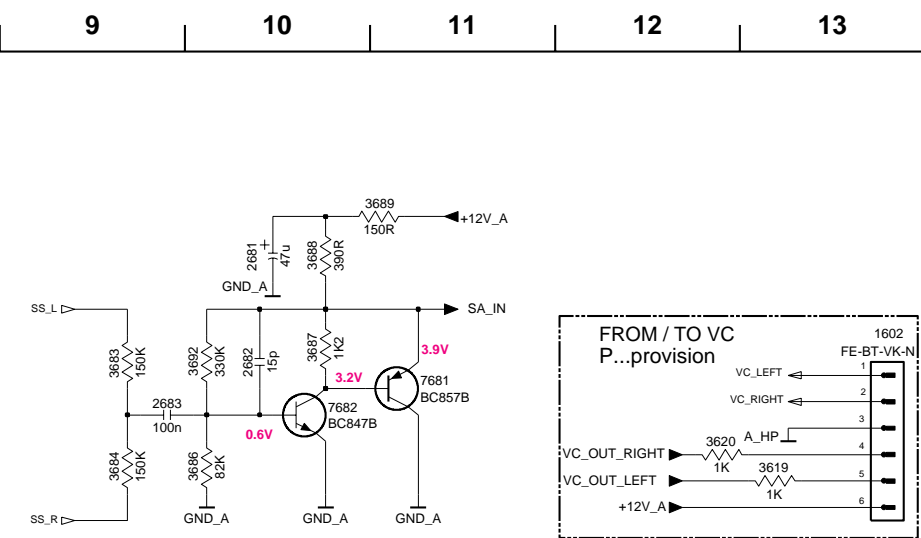 9 10 11 12 13
3689
150R
+12V_A
2681
+
47u
3688
390R
GND_A
SS_L
SA_IN
3683
150K
3692
330K
2682
15p
3687
1K2
3.9V
3.2V
7681
BC857B
2683
100n
7682
BC847B
0.6V
3684
150K
3686
82K
SS_R
GND_A
GND_A
GND_A
FROM / TO VC
P...provision
1602
FE-BT-VK-N
VC_LEFT
1
VC_RIGHT
2
A_HP
3
VC_OUT_RIGHT
3620
1K
4
VC_OUT_LEFT
3619
1K
5
+12V_A
6